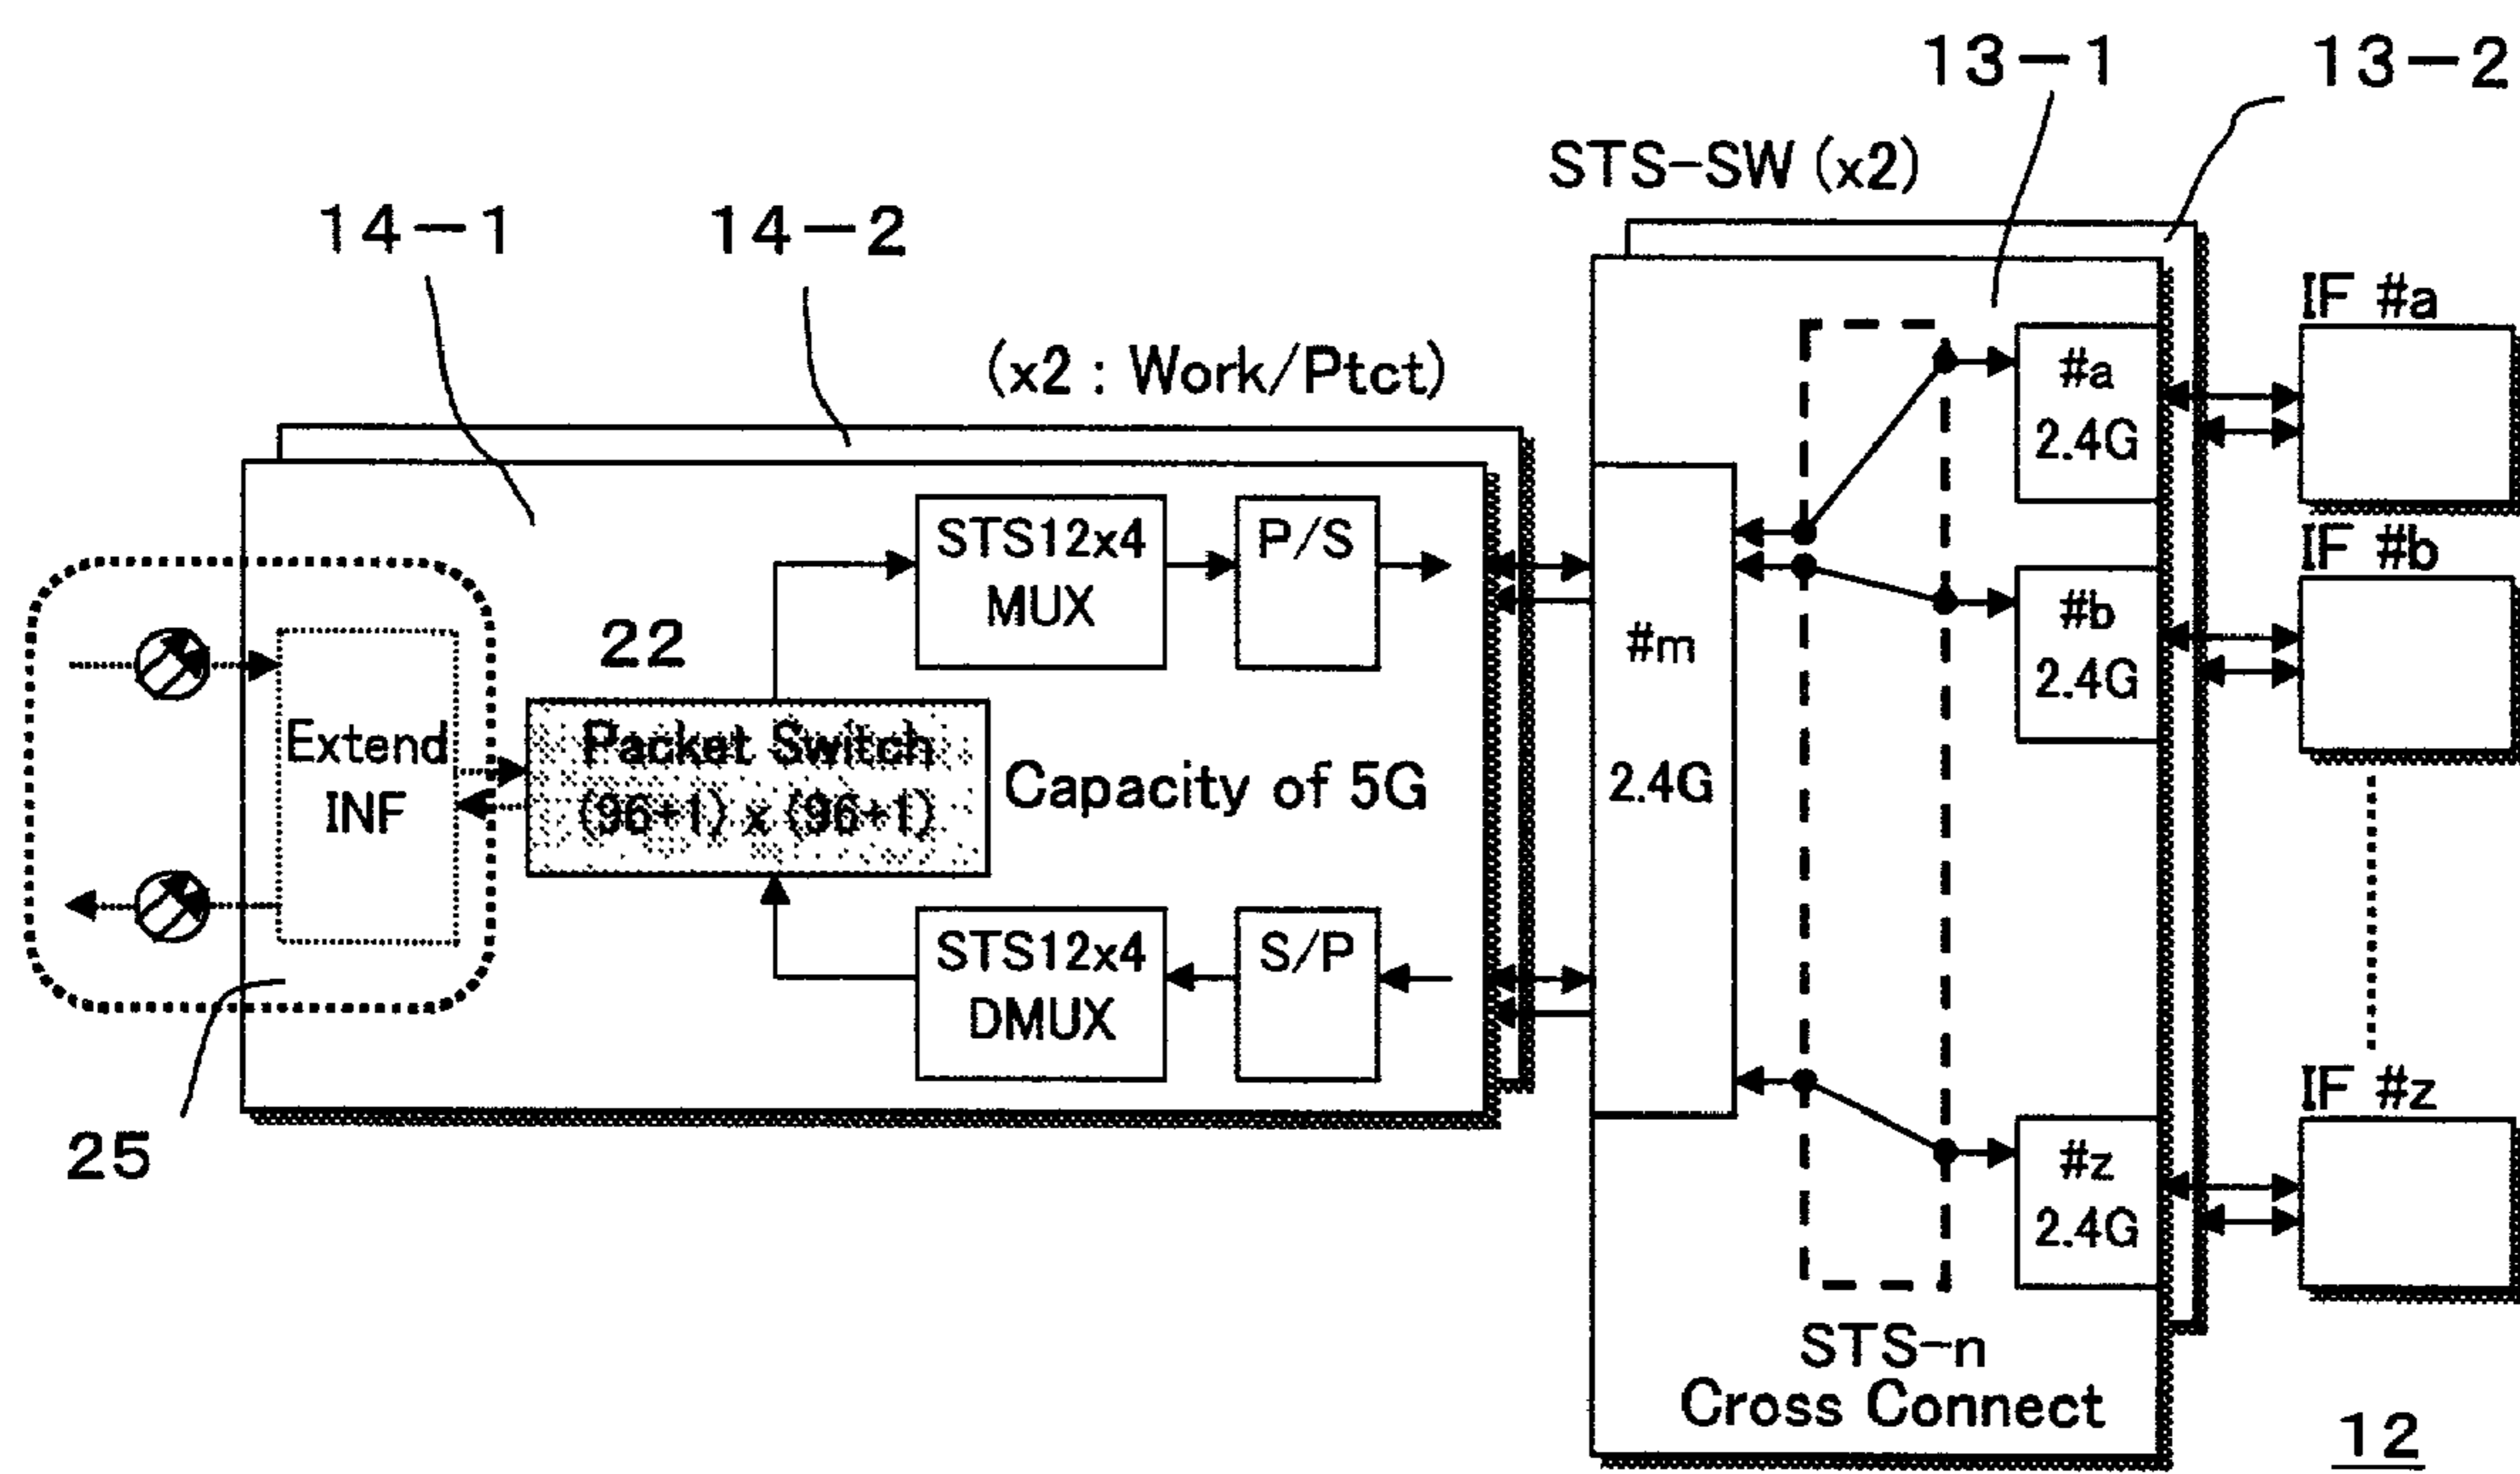 13-1
13-2
STS-SW (x2)
14-1
14-2
(x2 : Work/Ptct)
IF #a
#a
2.4G
IF #b
#b
2.4G
STS12x4
MUX
P/S
22
#m
2.4G
Extend
INF
Packet Switch
(96+1) x (96+1)
Capacity of 5G
STS12x4
DMUX
S/P
25
IF #z
#z
2.4G
STS-n
Cross Connect
12